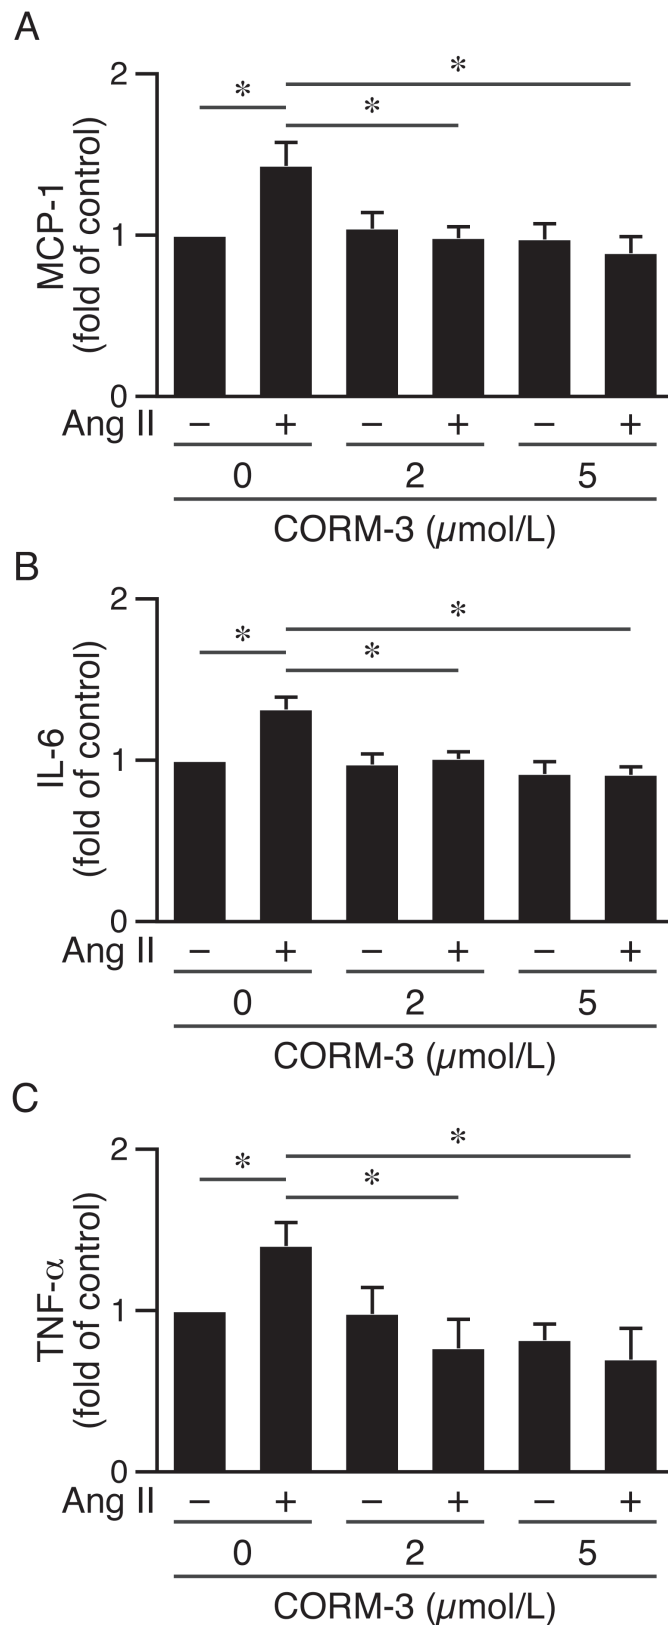 A
MCP-1
(fold of control)
2
1
0
*
*
*
Ang II − + − + − +
0 2 5
CORM-3 (µmol/L)
B
IL-6
(fold of control)
2
1
0
*
*
*
Ang II − + − + − +
0 2 5
CORM-3 (µmol/L)
C
TNF-α
(fold of control)
2
1
0
*
*
*
Ang II − + − + − +
0 2 5
CORM-3 (µmol/L)